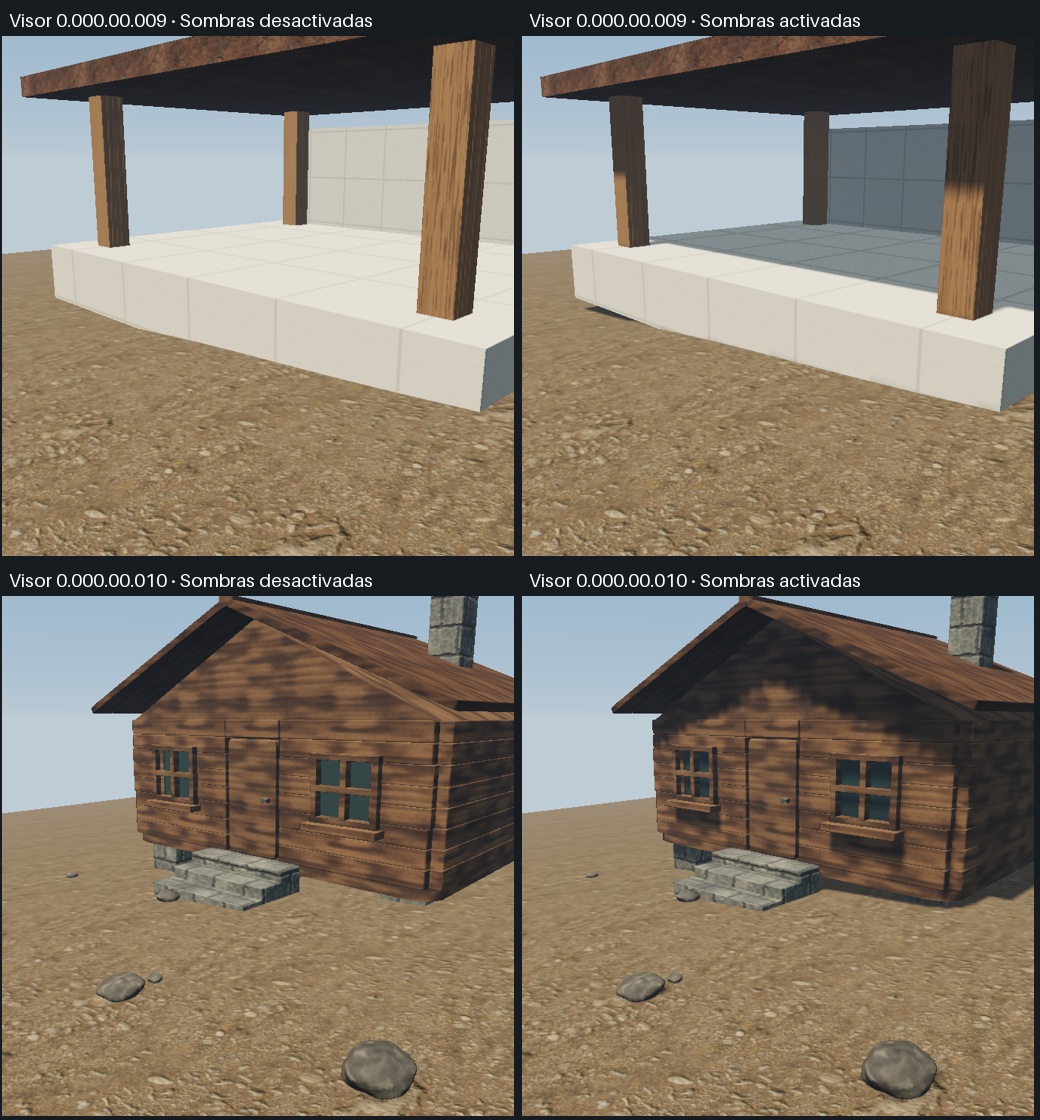 Visor 0.000.00.009 · Sombras desactivadas
Visor 0.000.00.009 · Sombras activadas
Visor 0.000.00.010 · Sombras desactivadas
Visor 0.000.00.010 · Sombras activadas